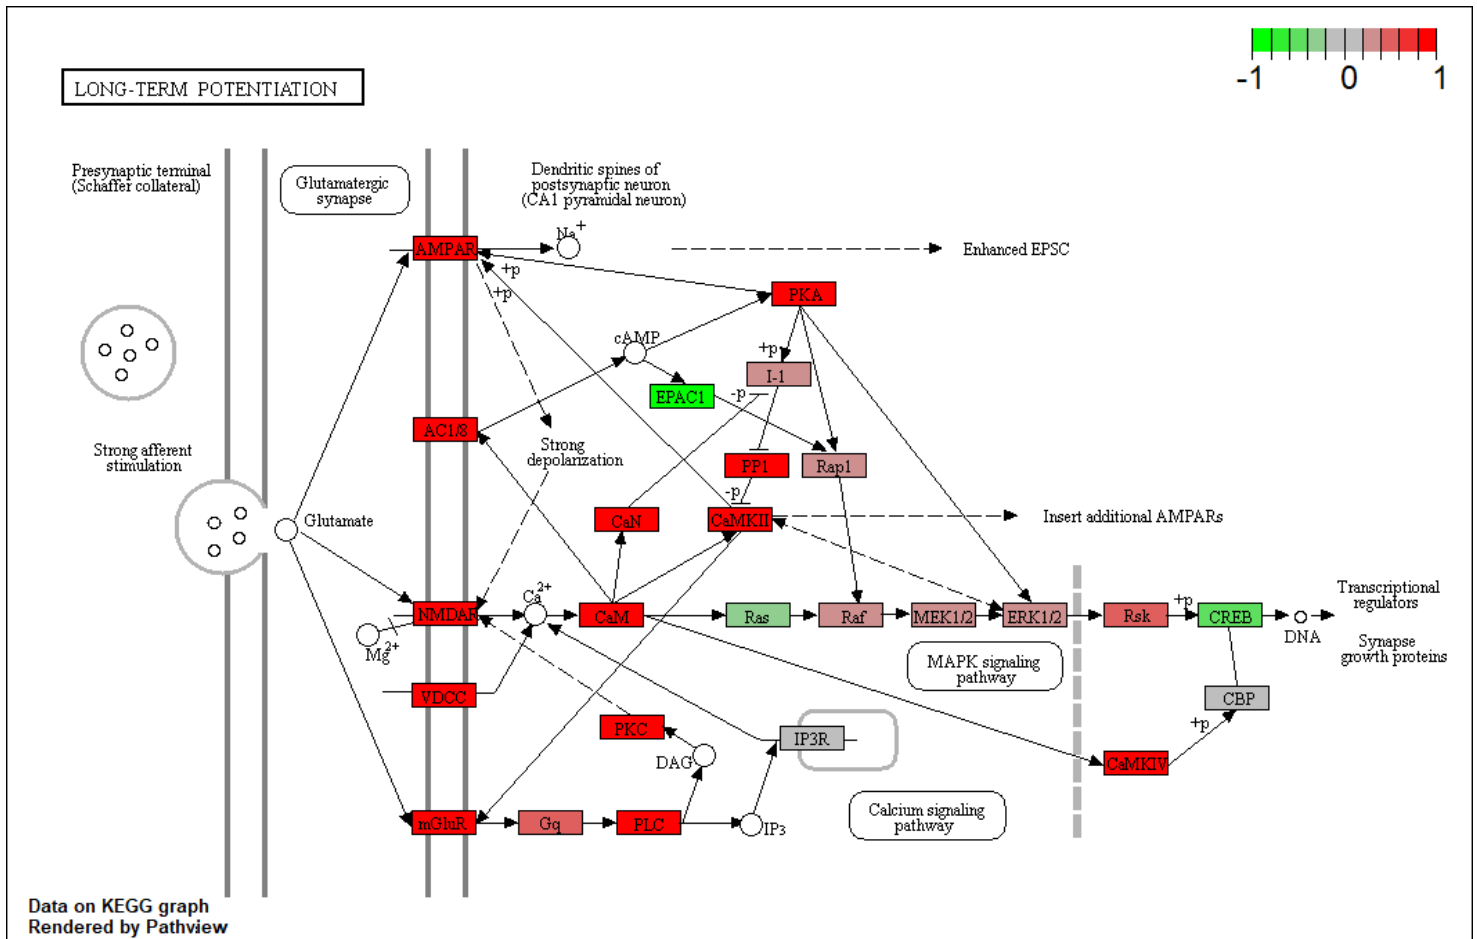 -1 0 1
LONG-TERM POTENTIATION
Presynaptic terminal
(Schaffer collateral)
Glutamatergic
synapse
Dendritic spines of
postsynaptic neuron
(CA1 pyramidal neuron)
AMPAR
Na+
Enhanced EPSC
+p
+p
PKA
cAMP
+p
I-1
EPAC1
-p
AC1/8
Strong afferent
stimulation
Strong
depolarization
PP1
Rap1
-p
Glutamate
CaN
CaMKII
Insert additional AMPARs
NMDAR
Ca2+
CaM
Ras
Raf
MEK1/2
ERK1/2
Rsk
+p
CREB
DNA
Transcriptional
regulators
Synapse
growth proteins
Mg2+
MAPK signaling
pathway
VDCC
CBP
+p
PKC
IP3R
DAG
CaMKIV
mGluR
Gq
PLC
IP3
Calcium signaling
pathway
Data on KEGG graph
Rendered by Pathview